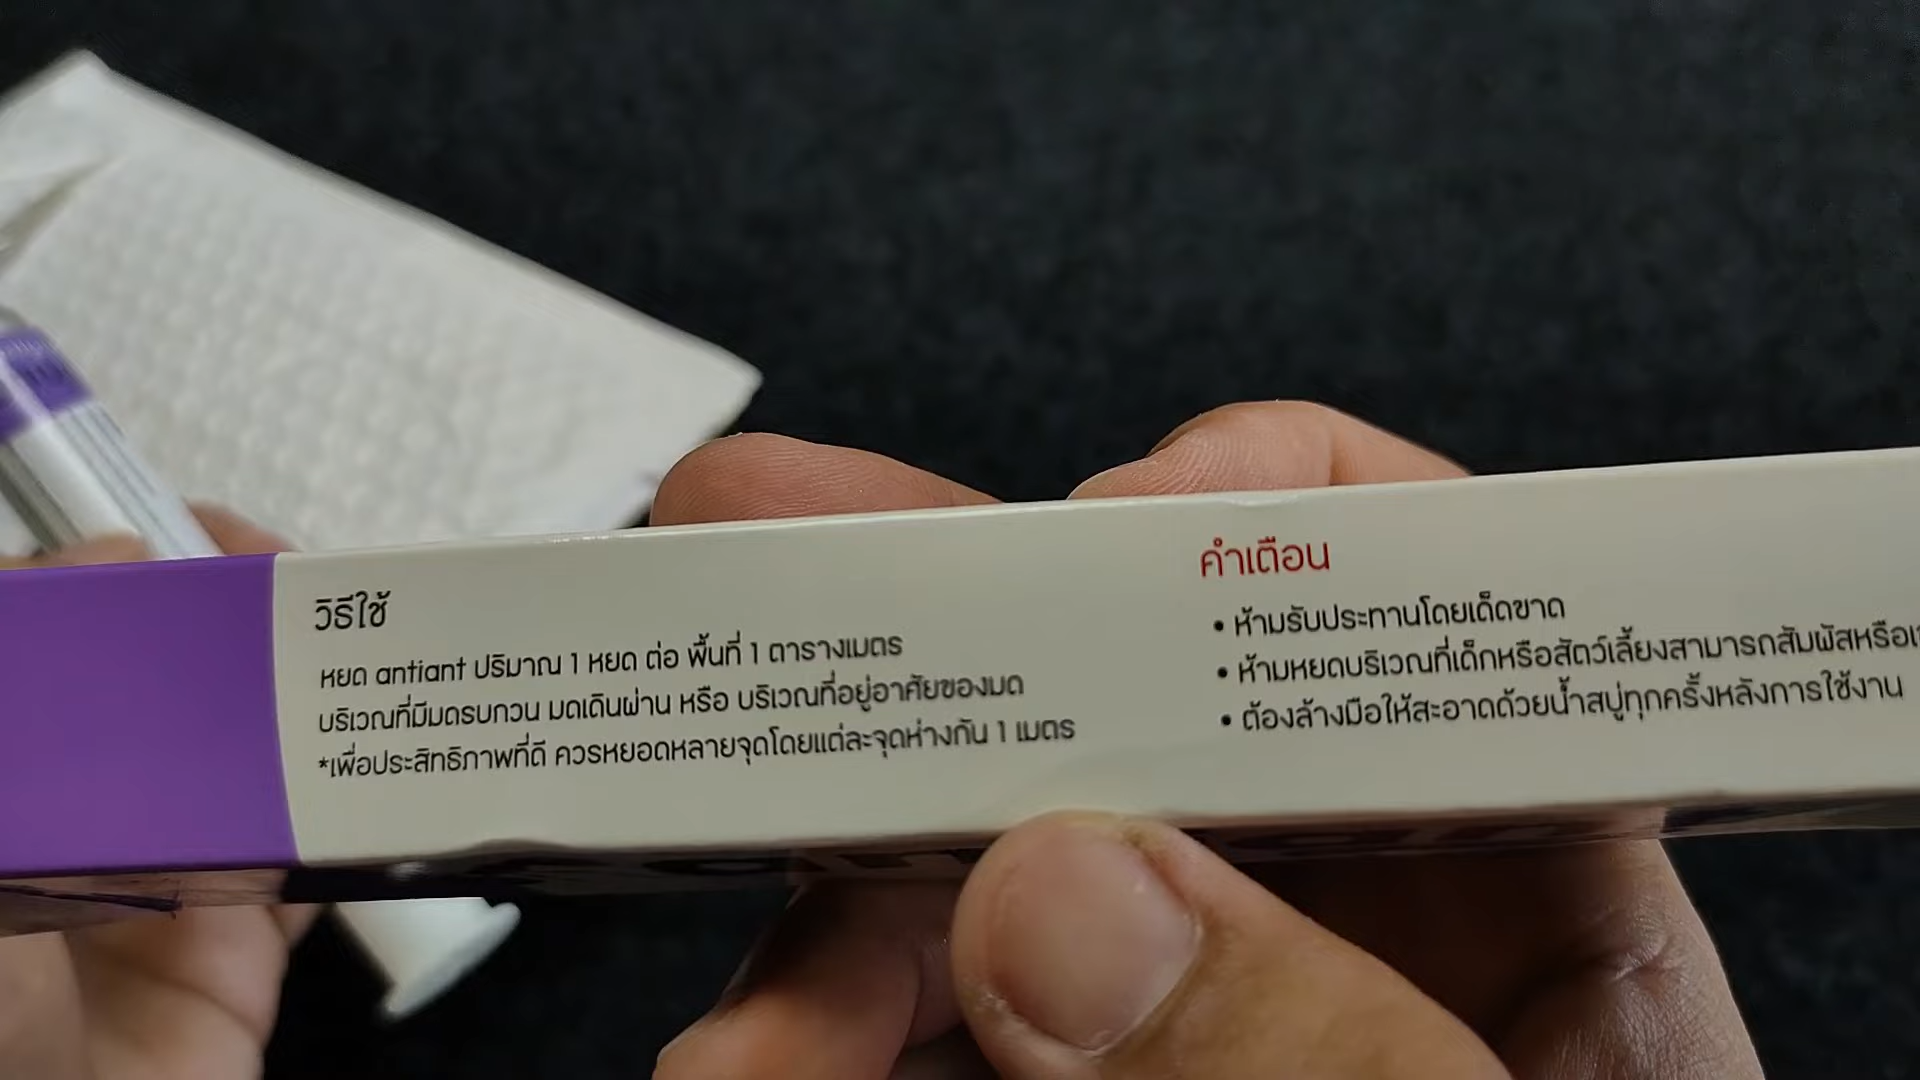 วิธีใช้
หยด antiant ปริมาณ 1 หยด ต่อ พื้นที่ 1 ตารางเมตร
บริเวณที่มีมดรบกวน มดเดินผ่าน หรือ บริเวณที่อยู่อาศัยของมด
*เพื่อประสิทธิภาพที่ดี ควรหยอดหลายจุดโดยแต่ละจุดห่างกัน 1 เมตร
คำเตือน
• ห้ามรับประทานโดยเด็ดขาด
• ห้ามหยดบริเวณที่เด็กหรือสัตว์เลี้ยงสามารถสัมผัสหรือ
• ต้องล้างมือให้สะอาดด้วยน้ำสบู่ทุกครั้งหลังการใช้งาน